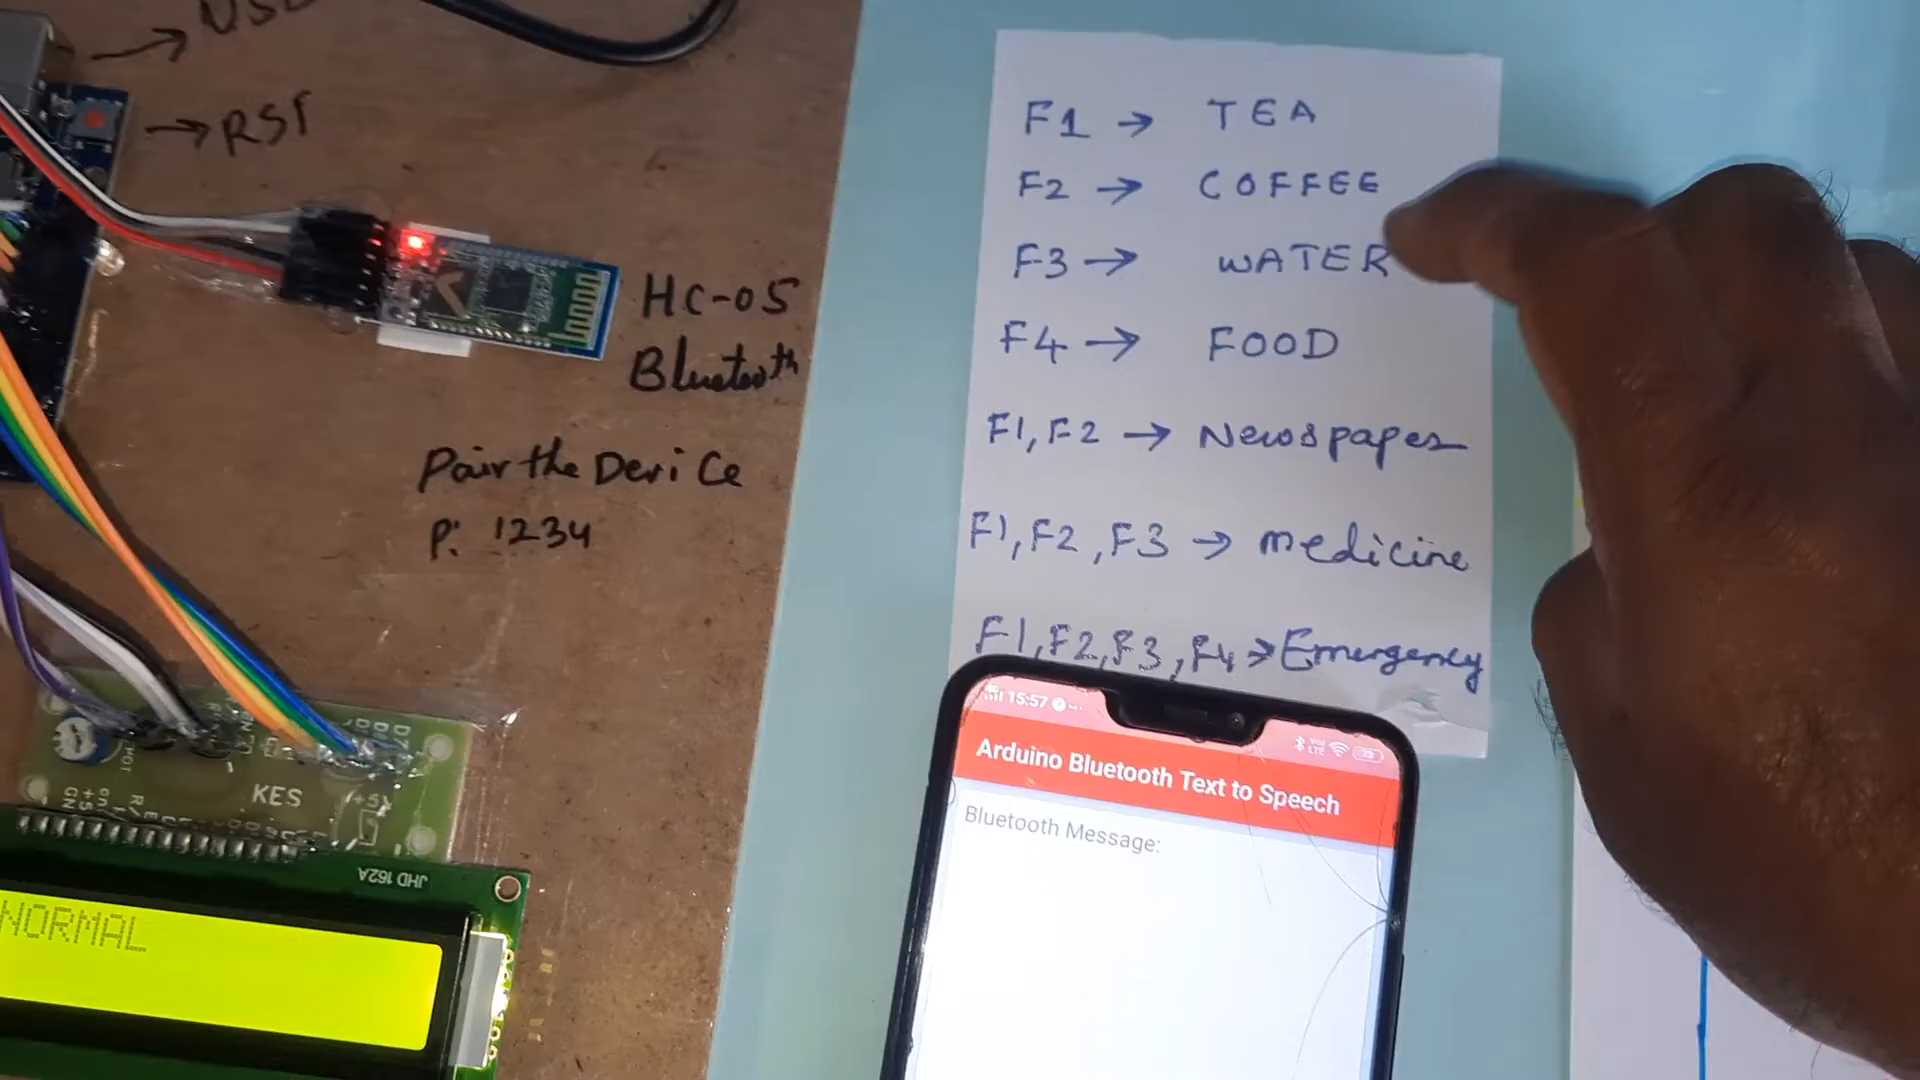 → RST
HC-05
Bluetooth
Pair the Device
P: 1234
F1 → TEA
F2 → COFFEE
F3 → WATER
F4 → FOOD
F1, F2 → Newspaper
F1, F2, F3 → medicine
F1, F2, F3, F4 → Emergency
15:57
Arduino Bluetooth Text to Speech
Bluetooth Message:
KES
+5V
JHD 162A
NORMAL